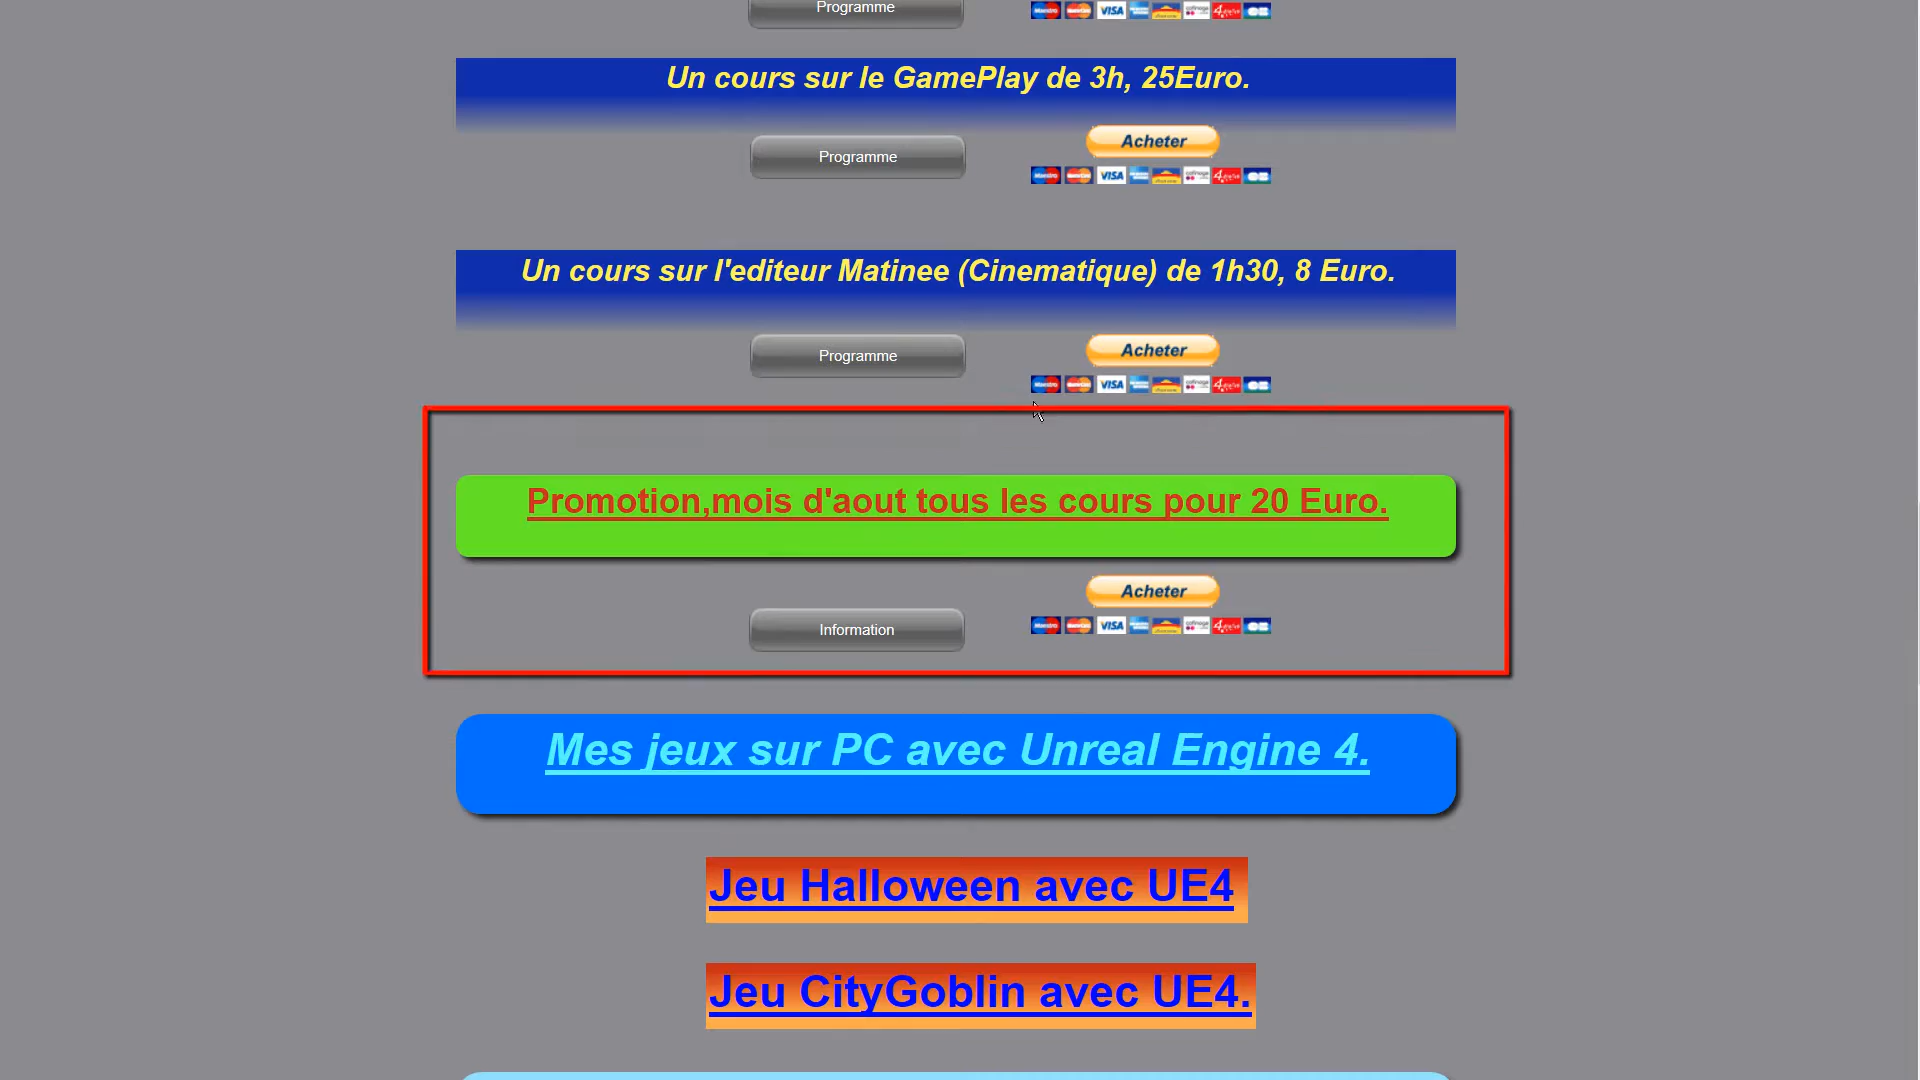 Programme
VISA
Un cours sur le GamePlay de 3h, 25Euro.
Acheter
Programme
VISA
Un cours sur l'editeur Matinee (Cinematique) de 1h30, 8 Euro.
Acheter
Programme
VISA
Promotion,mois d'aout tous les cours pour 20 Euro.
Acheter
Information
VISA
Mes jeux sur PC avec Unreal Engine 4.
Jeu Halloween avec UE4
Jeu CityGoblin avec UE4.